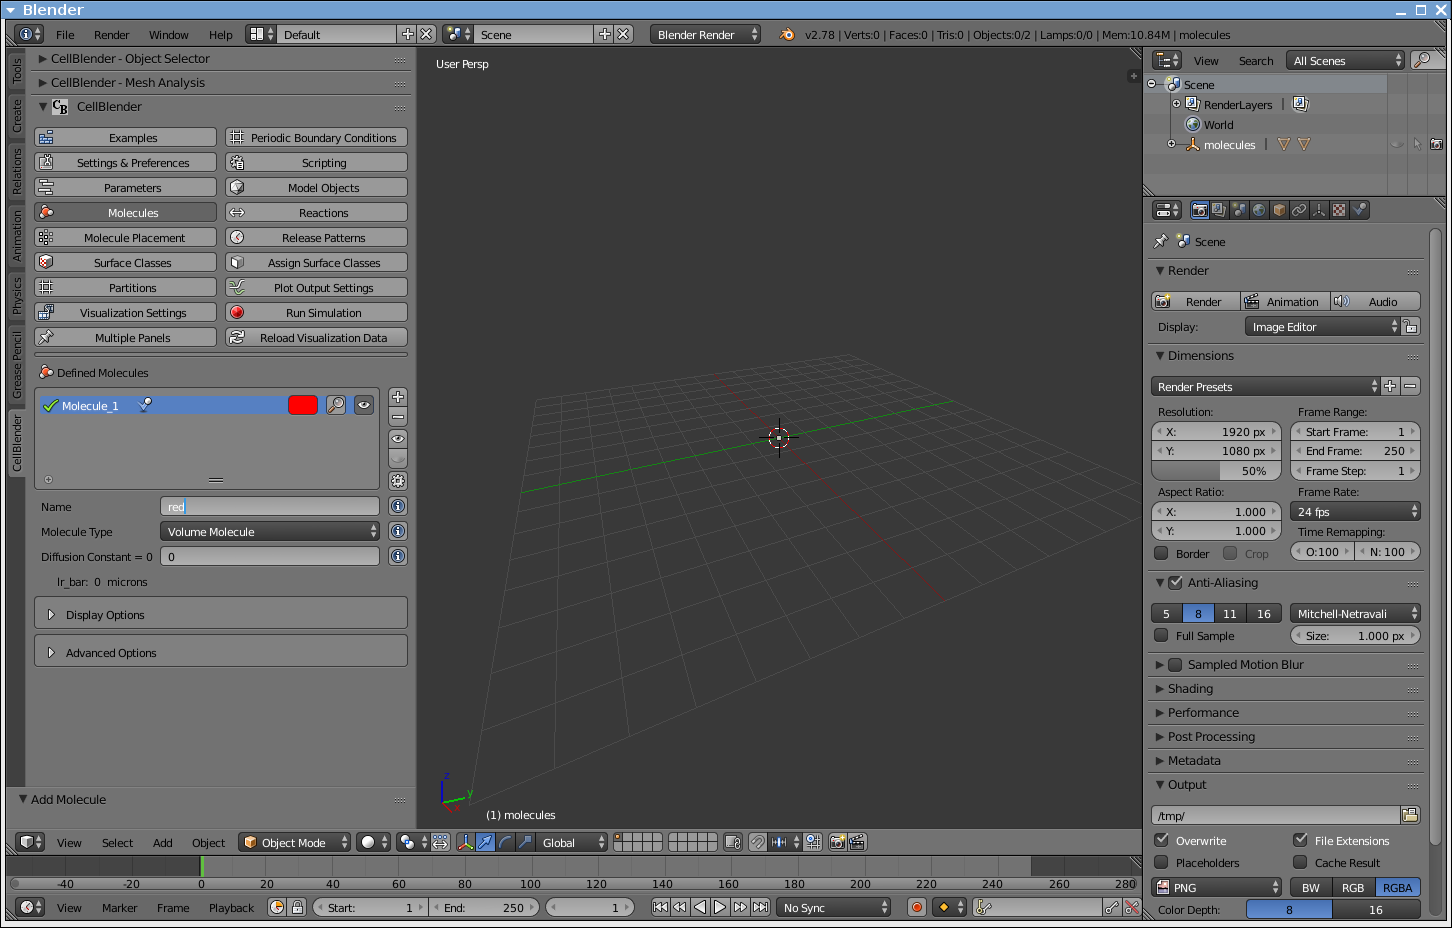 Blender
File Render Window Help Default Scene Blender Render v2.78 | Verts:0 | Faces:0 | Tris:0 | Objects:0/2 | Lamps:0/0 | Mem:10.84M | molecules
Tools
Create
Relations
Animation
Physics
Grease Pencil
CellBlender
CellBlender - Object Selector
CellBlender - Mesh Analysis
CellBlender
Examples Periodic Boundary Conditions
Settings & Preferences Scripting
Parameters Model Objects
Molecules Reactions
Molecule Placement Release Patterns
Surface Classes Assign Surface Classes
Partitions Plot Output Settings
Visualization Settings Run Simulation
Multiple Panels Reload Visualization Data
Defined Molecules
Molecule_1
Name red
Molecule Type Volume Molecule
Diffusion Constant = 0 0
lr_bar: 0 microns
Display Options
Advanced Options
Add Molecule
User Persp
z
y
x
(1) molecules
View Select Add Object Object Mode Global
-40 -20 0 20 40 60 80 100 120 140 160 180 200 220 240 260 280
View Marker Frame Playback Start: 1 End: 250 1 No Sync
View Search All Scenes
Scene
RenderLayers |
World
molecules |
Scene
Render
Render Animation Audio
Display: Image Editor
Dimensions
Render Presets
Resolution: Frame Range:
X: 1920 px Start Frame: 1
Y: 1080 px End Frame: 250
50% Frame Step: 1
Aspect Ratio: Frame Rate:
X: 1.000 24 fps
Y: 1.000 Time Remapping:
Border Crop O:100 N: 100
Anti-Aliasing
5 8 11 16 Mitchell-Netravali
Full Sample Size: 1.000 px
Sampled Motion Blur
Shading
Performance
Post Processing
Metadata
Output
/tmp/
Overwrite File Extensions
Placeholders Cache Result
PNG BW RGB RGBA
Color Depth: 8 16